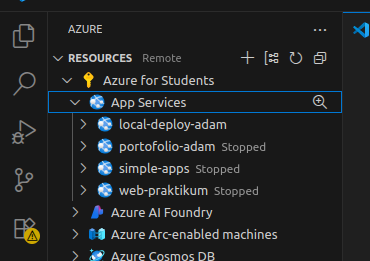 AZURE
RESOURCES Remote
Azure for Students
App Services
local-deploy-adam
portofolio-adam Stopped
simple-apps Stopped
web-praktikum Stopped
Azure AI Foundry
Azure Arc-enabled machines
Azure Cosmos DB